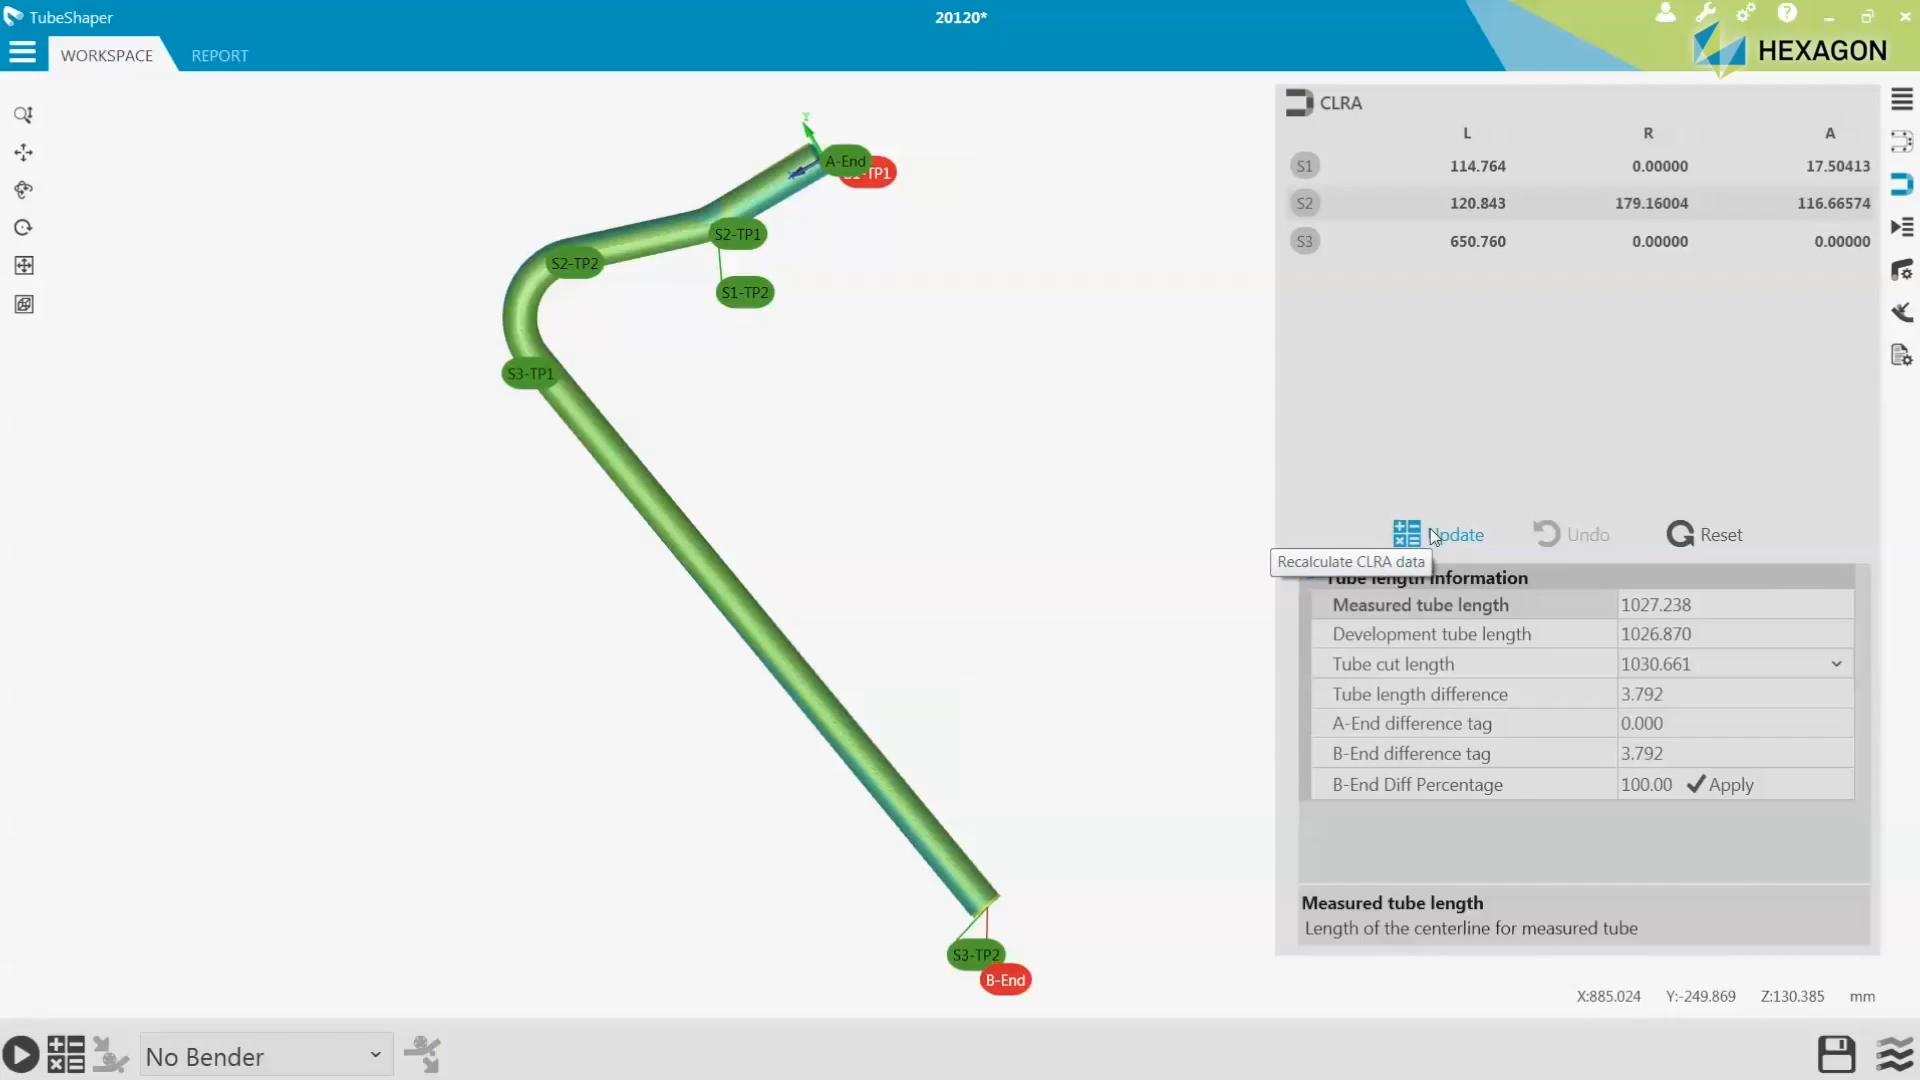 TubeShaper
20120*
WORKSPACE
REPORT
HEXAGON
CLRA
L R A
S1 114.764 0.00000 17.50413
S2 120.843 179.16004 116.66574
S3 650.760 0.00000 0.00000
Update
Undo
Reset
Recalculate CLRA data
Tube length information
Measured tube length 1027.238
Development tube length 1026.870
Tube cut length 1030.661
Tube length difference 3.792
A-End difference tag 0.000
B-End difference tag 3.792
B-End Diff Percentage 100.00 Apply
Measured tube length
Length of the centerline for measured tube
Y
A-End
S1-TP1
S2-TP1
S2-TP2
S1-TP2
S3-TP1
S3-TP2
B-End
X:885.024 Y:-249.869 Z:130.385 mm
No Bender